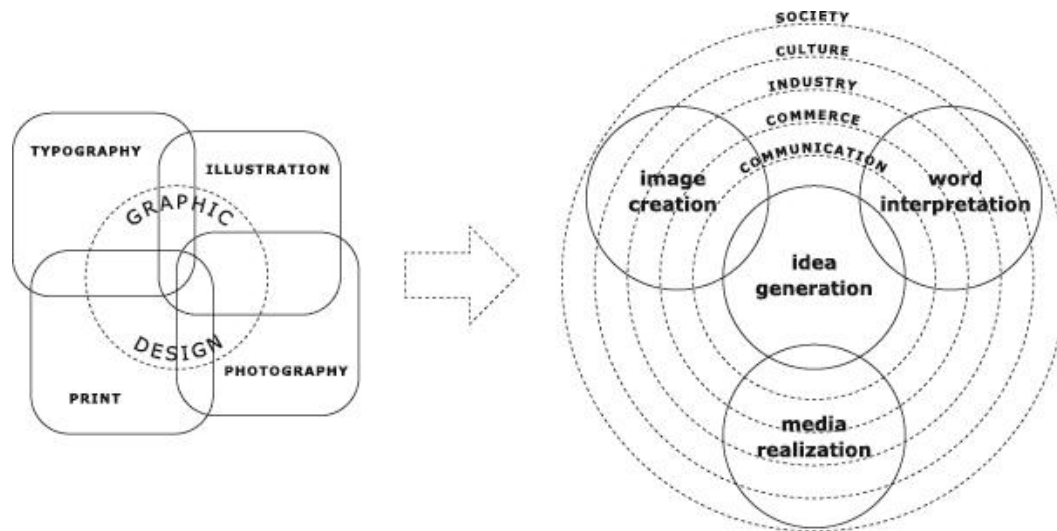 TYPOGRAPHY
ILLUSTRATION
GRAPHIC
DESIGN
PHOTOGRAPHY
PRINT
SOCIETY
CULTURE
INDUSTRY
COMMERCE
COMMUNICATION
image
creation
word
interpretation
idea
generation
media
realization